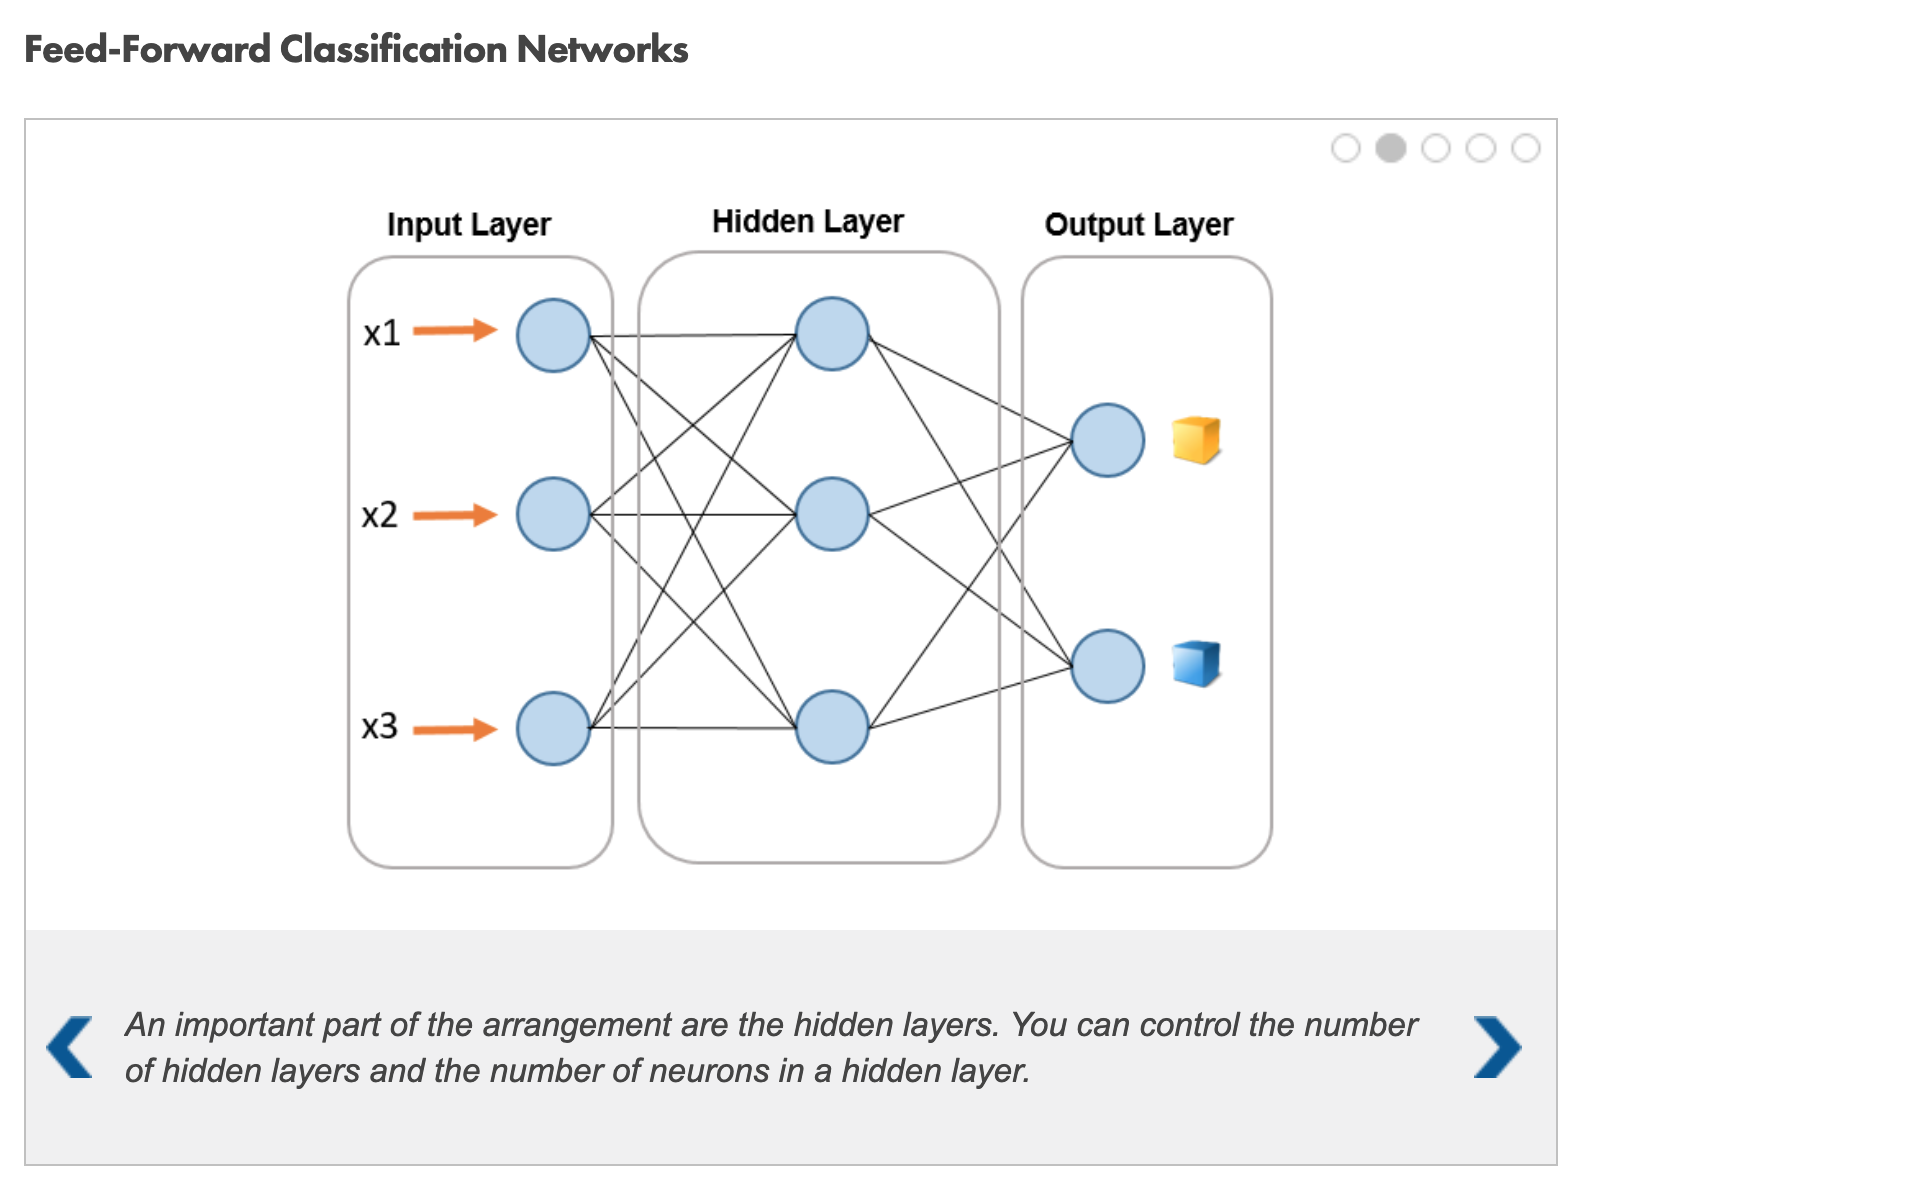 Feed-Forward Classification Networks
Input Layer
Hidden Layer
Output Layer
x1
x2
x3
An important part of the arrangement are the hidden layers. You can control the number
of hidden layers and the number of neurons in a hidden layer.